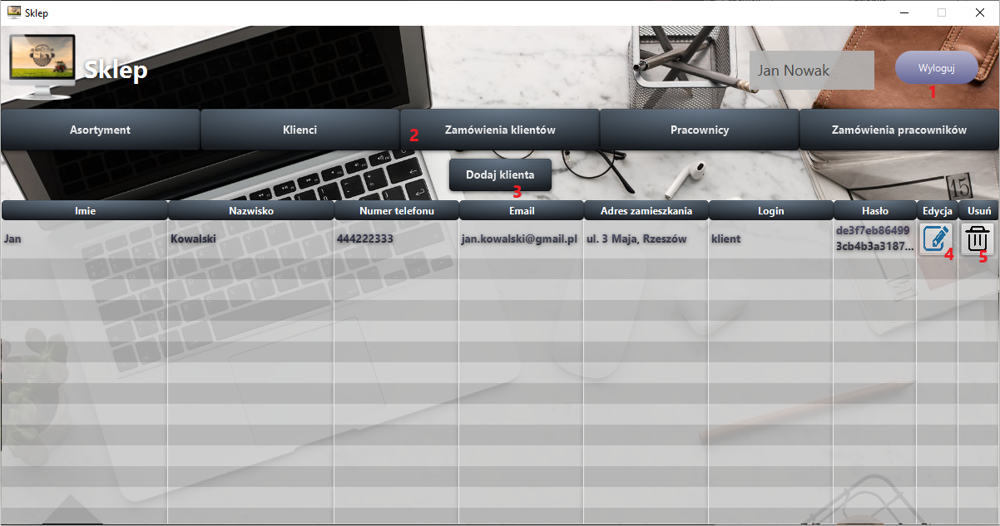 Sklep
Sklep
Jan Nowak
Wyloguj
1
Asortyment
Klienci
2
Zamówienia klientów
Pracownicy
Zamówienia pracowników
Dodaj klienta
3
15
Imie
Nazwisko
Numer telefonu
Email
Adres zamieszkania
Login
Hasło
Edycja
Usuń
Jan
Kowalski
444222333
jan.kowalski@gmail.pl
ul. 3 Maja, Rzeszów
klient
de3f7eb86499
3cb4b3a3187...
4
5